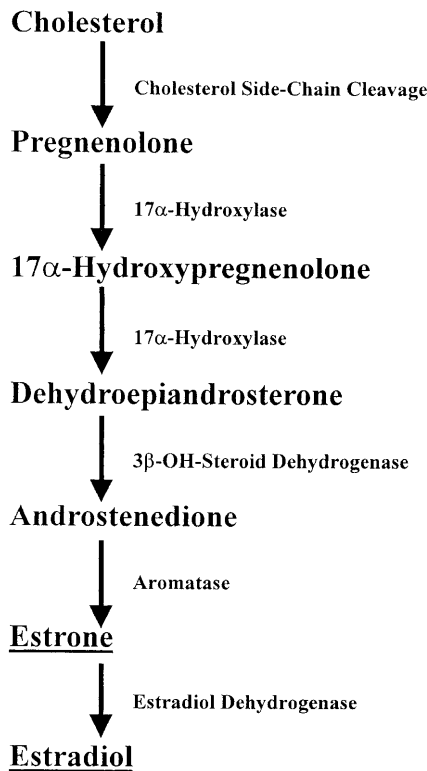 Cholesterol
Cholesterol Side-Chain Cleavage
Pregnenolone
17α-Hydroxylase
17α-Hydroxypregnenolone
17α-Hydroxylase
Dehydroepiandrosterone
3β-OH-Steroid Dehydrogenase
Androstenedione
Aromatase
Estrone
Estradiol Dehydrogenase
Estradiol